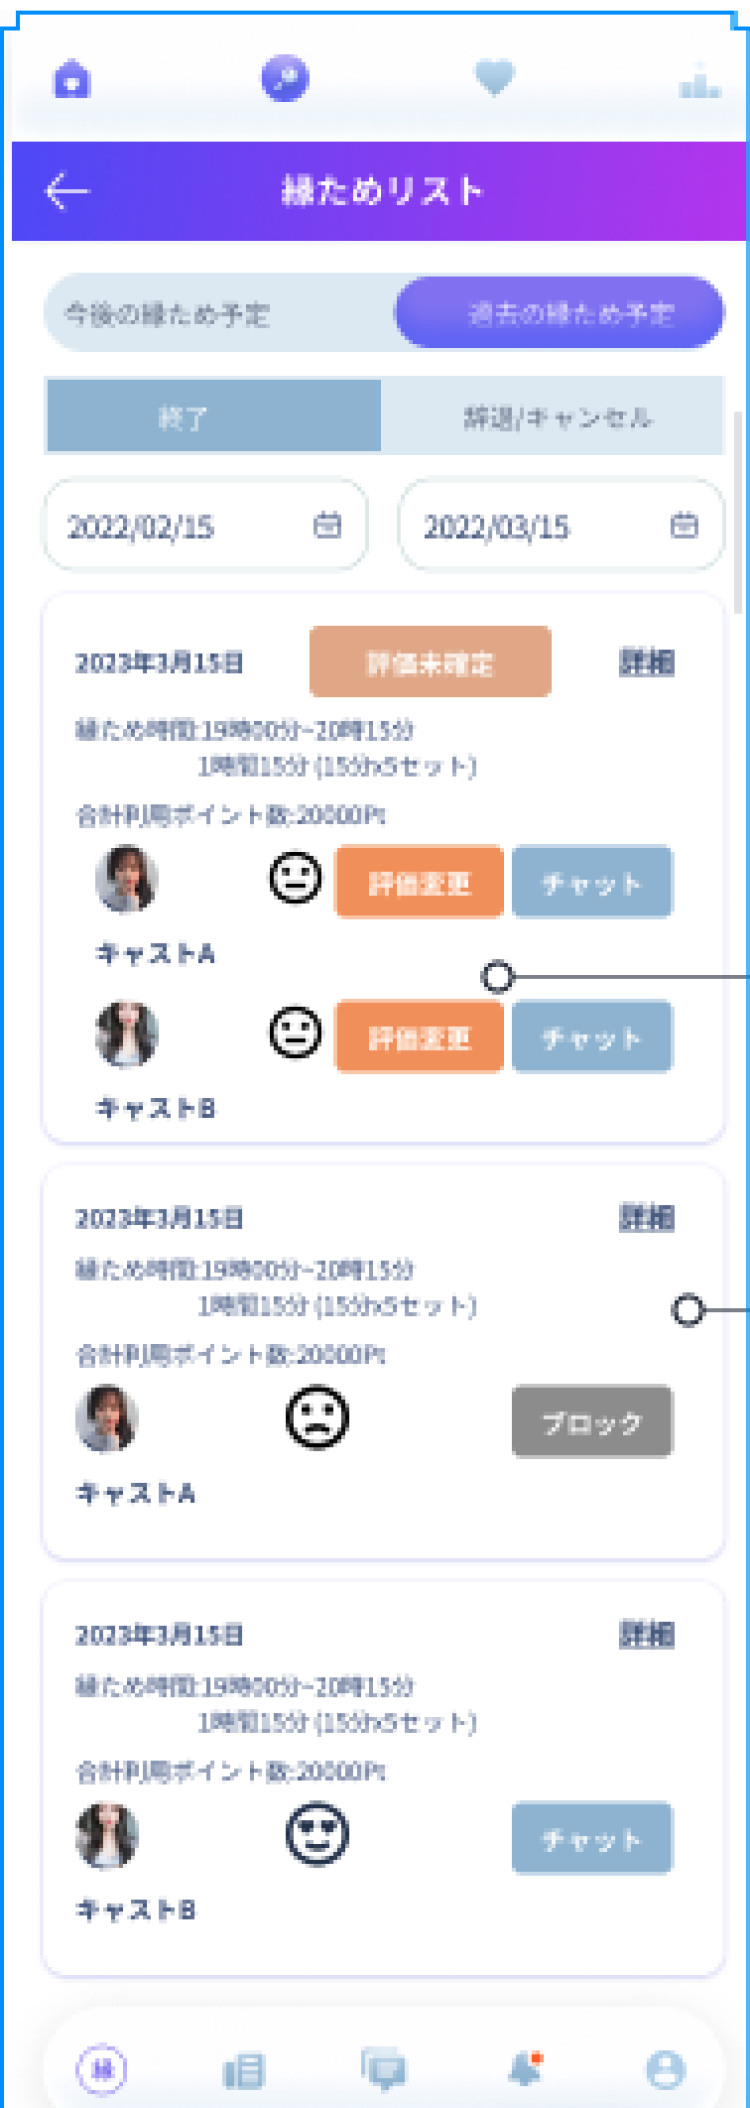 縁ためリスト
今後の縁ため予定
過去の縁ため予定
終了
辞退/キャンセル
2022/02/15
2022/03/15
2023年3月15日
評価未確定
詳細
縁ため時間:19時00分~20時15分
1時間15分 (15分x5セット)
合計利用ポイント数:20000Pt
評価変更
チャット
キャストA
評価変更
チャット
キャストB
2023年3月15日
詳細
縁ため時間:19時00分~20時15分
1時間15分 (15分x5セット)
合計利用ポイント数:20000Pt
ブロック
キャストA
2023年3月15日
詳細
縁ため時間:19時00分~20時15分
1時間15分 (15分x5セット)
合計利用ポイント数:20000Pt
チャット
キャストB
縁